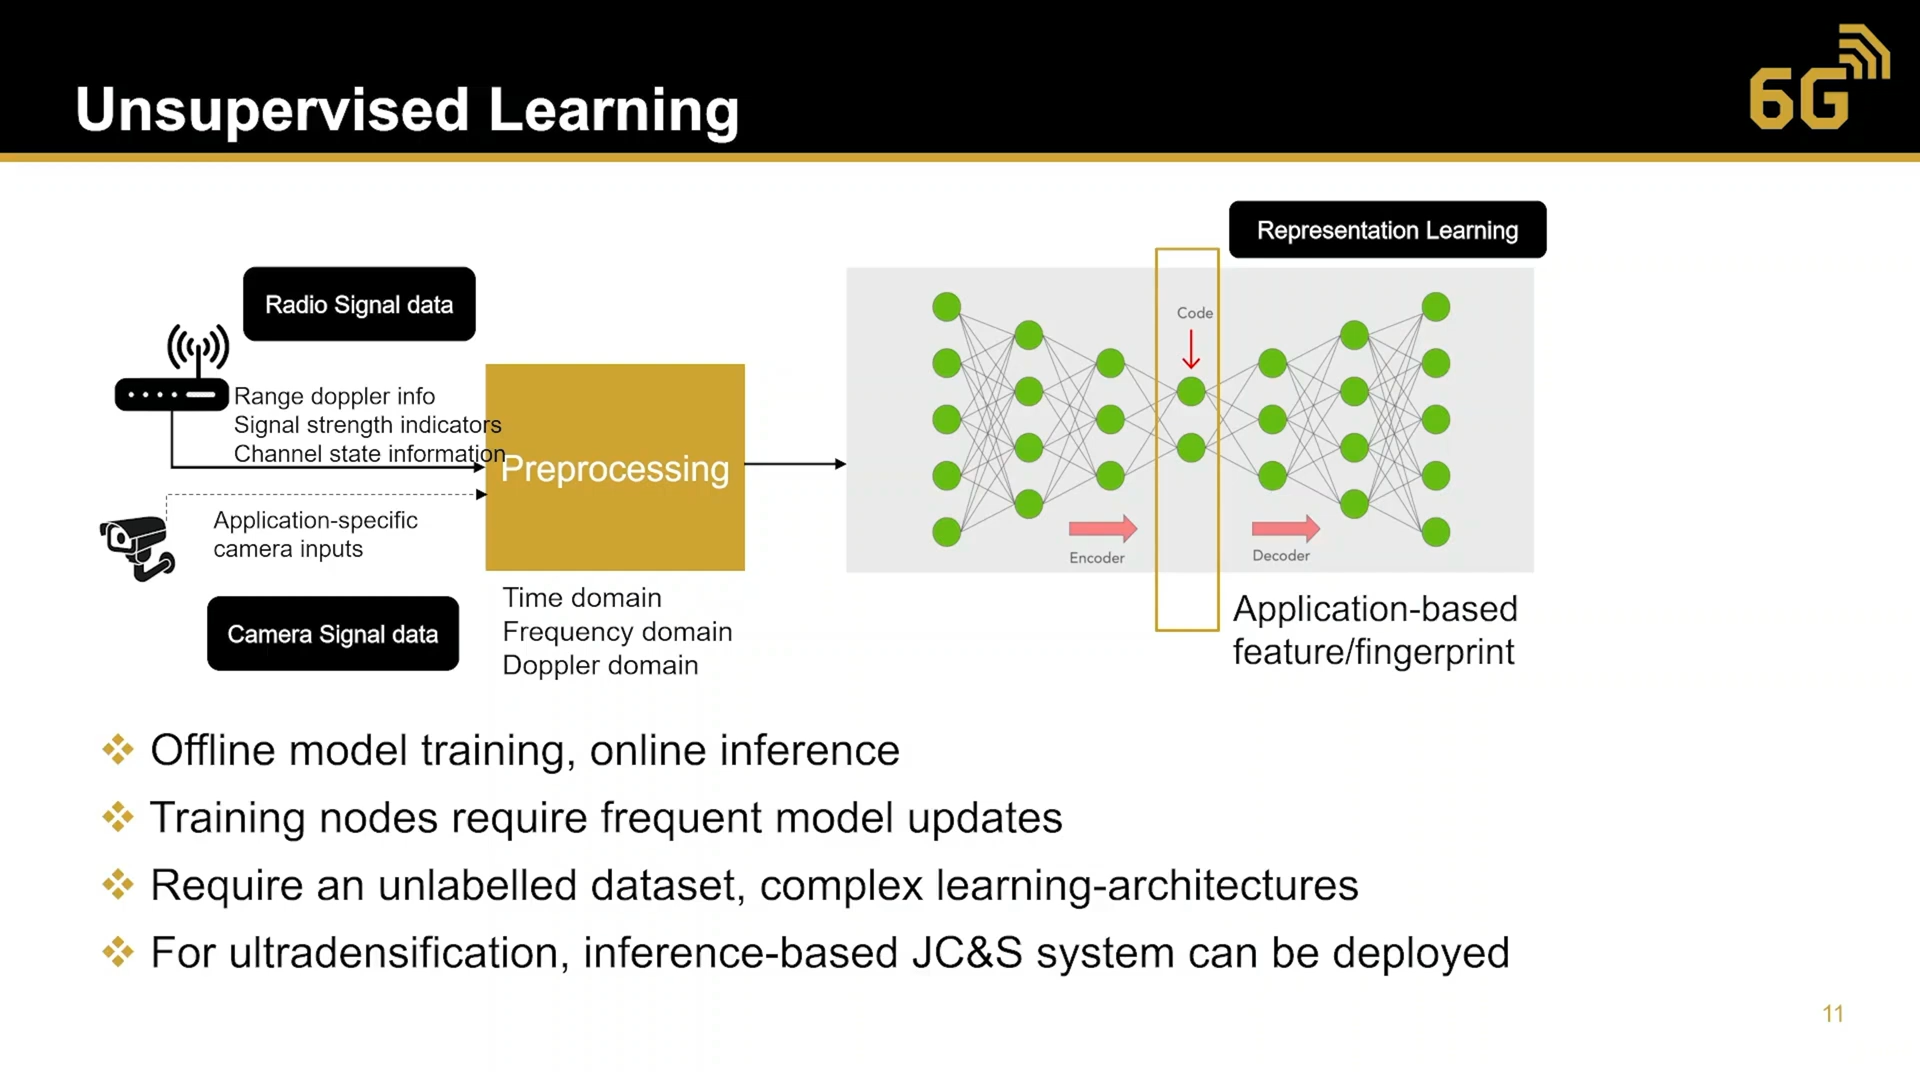 6G
Unsupervised Learning
Representation Learning
Radio Signal data
Code
Range doppler info
Signal strength indicators
Channel state information
Preprocessing
Application-specific
camera inputs
Encoder
Decoder
Camera Signal data
Time domain
Frequency domain
Doppler domain
Application-based
feature/fingerprint
❖ Offline model training, online inference
❖ Training nodes require frequent model updates
❖ Require an unlabelled dataset, complex learning-architectures
❖ For ultradensification, inference-based JC&S system can be deployed
11